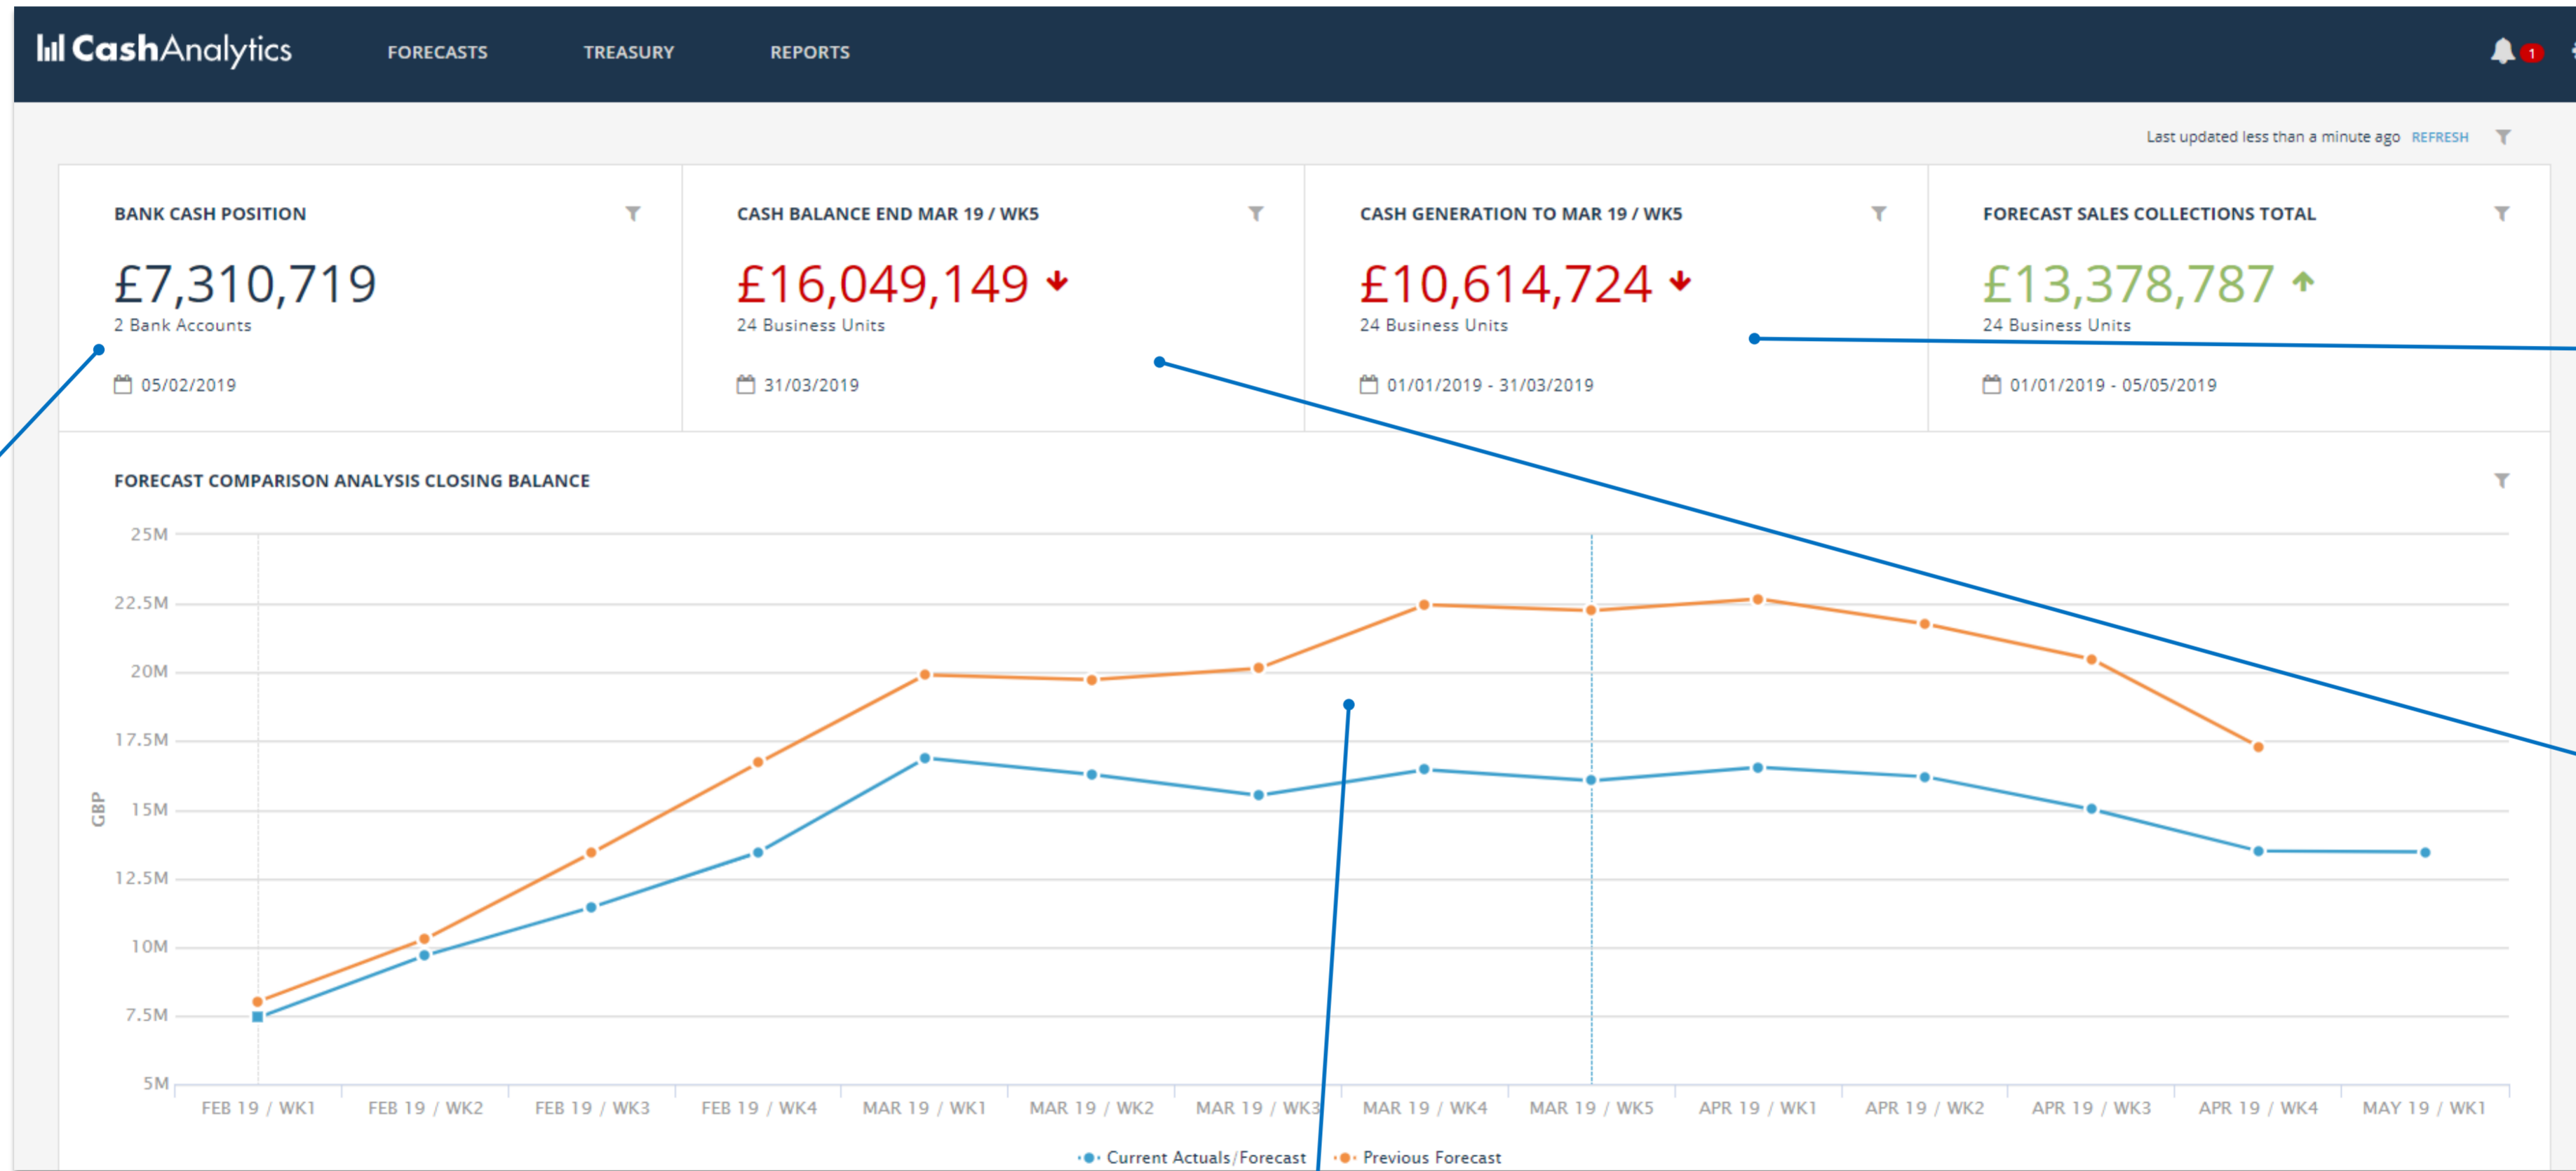 CashAnalytics FORECASTS TREASURY REPORTS 1
Last updated less than a minute ago REFRESH
BANK CASH POSITION
£7,310,719
2 Bank Accounts
05/02/2019
CASH BALANCE END MAR 19 / WK5
£16,049,149
24 Business Units
31/03/2019
CASH GENERATION TO MAR 19 / WK5
£10,614,724
24 Business Units
01/01/2019 - 31/03/2019
FORECAST SALES COLLECTIONS TOTAL
£13,378,787
24 Business Units
01/01/2019 - 05/05/2019
FORECAST COMPARISON ANALYSIS CLOSING BALANCE
25M
22.5M
20M
17.5M
15M
12.5M
10M
7.5M
5M
GBP
FEB 19 / WK1 FEB 19 / WK2 FEB 19 / WK3 FEB 19 / WK4 MAR 19 / WK1 MAR 19 / WK2 MAR 19 / WK3 MAR 19 / WK4 MAR 19 / WK5 APR 19 / WK1 APR 19 / WK2 APR 19 / WK3 APR 19 / WK4 MAY 19 / WK1
Current Actuals/Forecast Previous Forecast